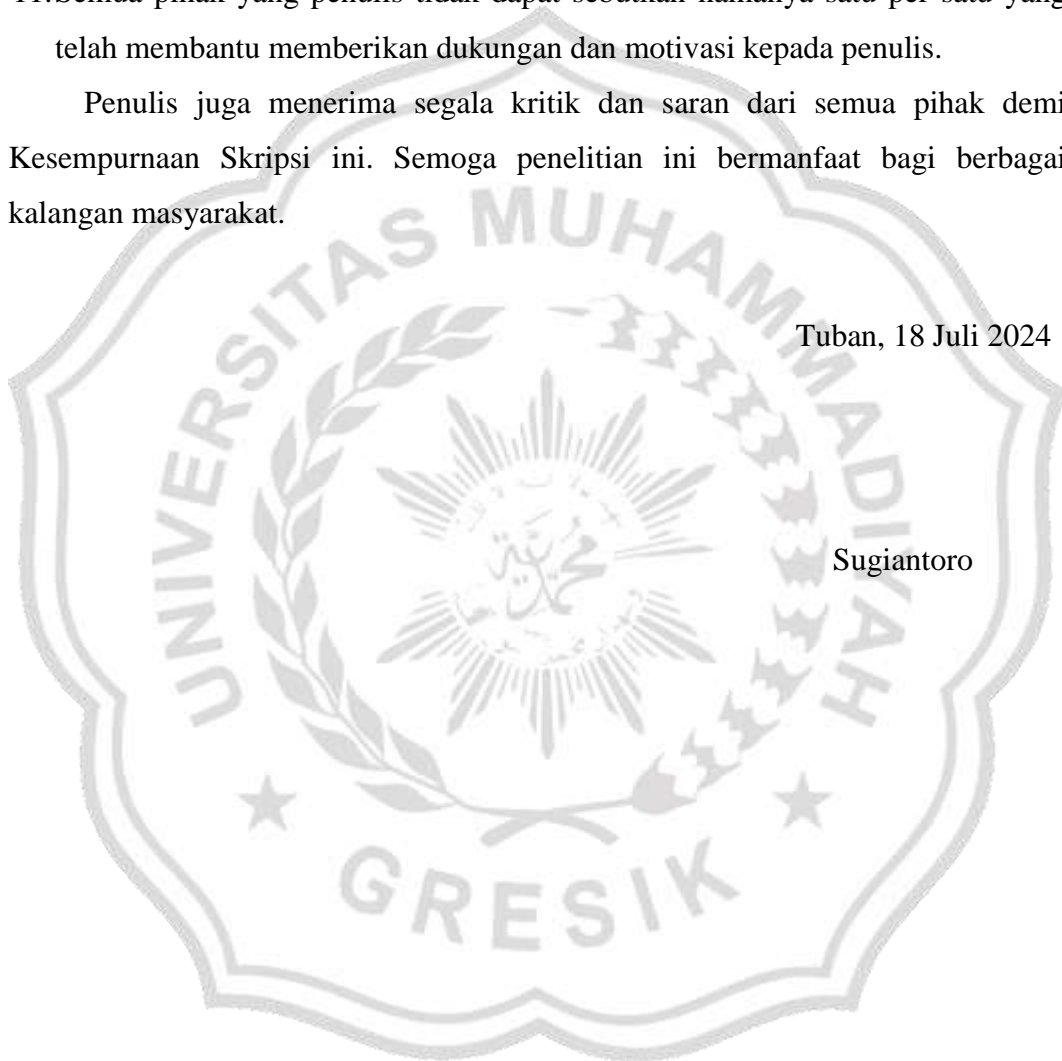 11.Semua pihak yang penulis tidak dapat sebutkan namanya satu per satu yang
telah membantu memberikan dukungan dan motivasi kepada penulis.
Penulis juga menerima segala kritik dan saran dari semua pihak demi
Kesempurnaan Skripsi ini. Semoga penelitian ini bermanfaat bagi berbagai
kalangan masyarakat.
UNIVERSITAS MUHAMMADIYAH
Tuban, 18 Juli 2024
Sugiantoro
GRESIK